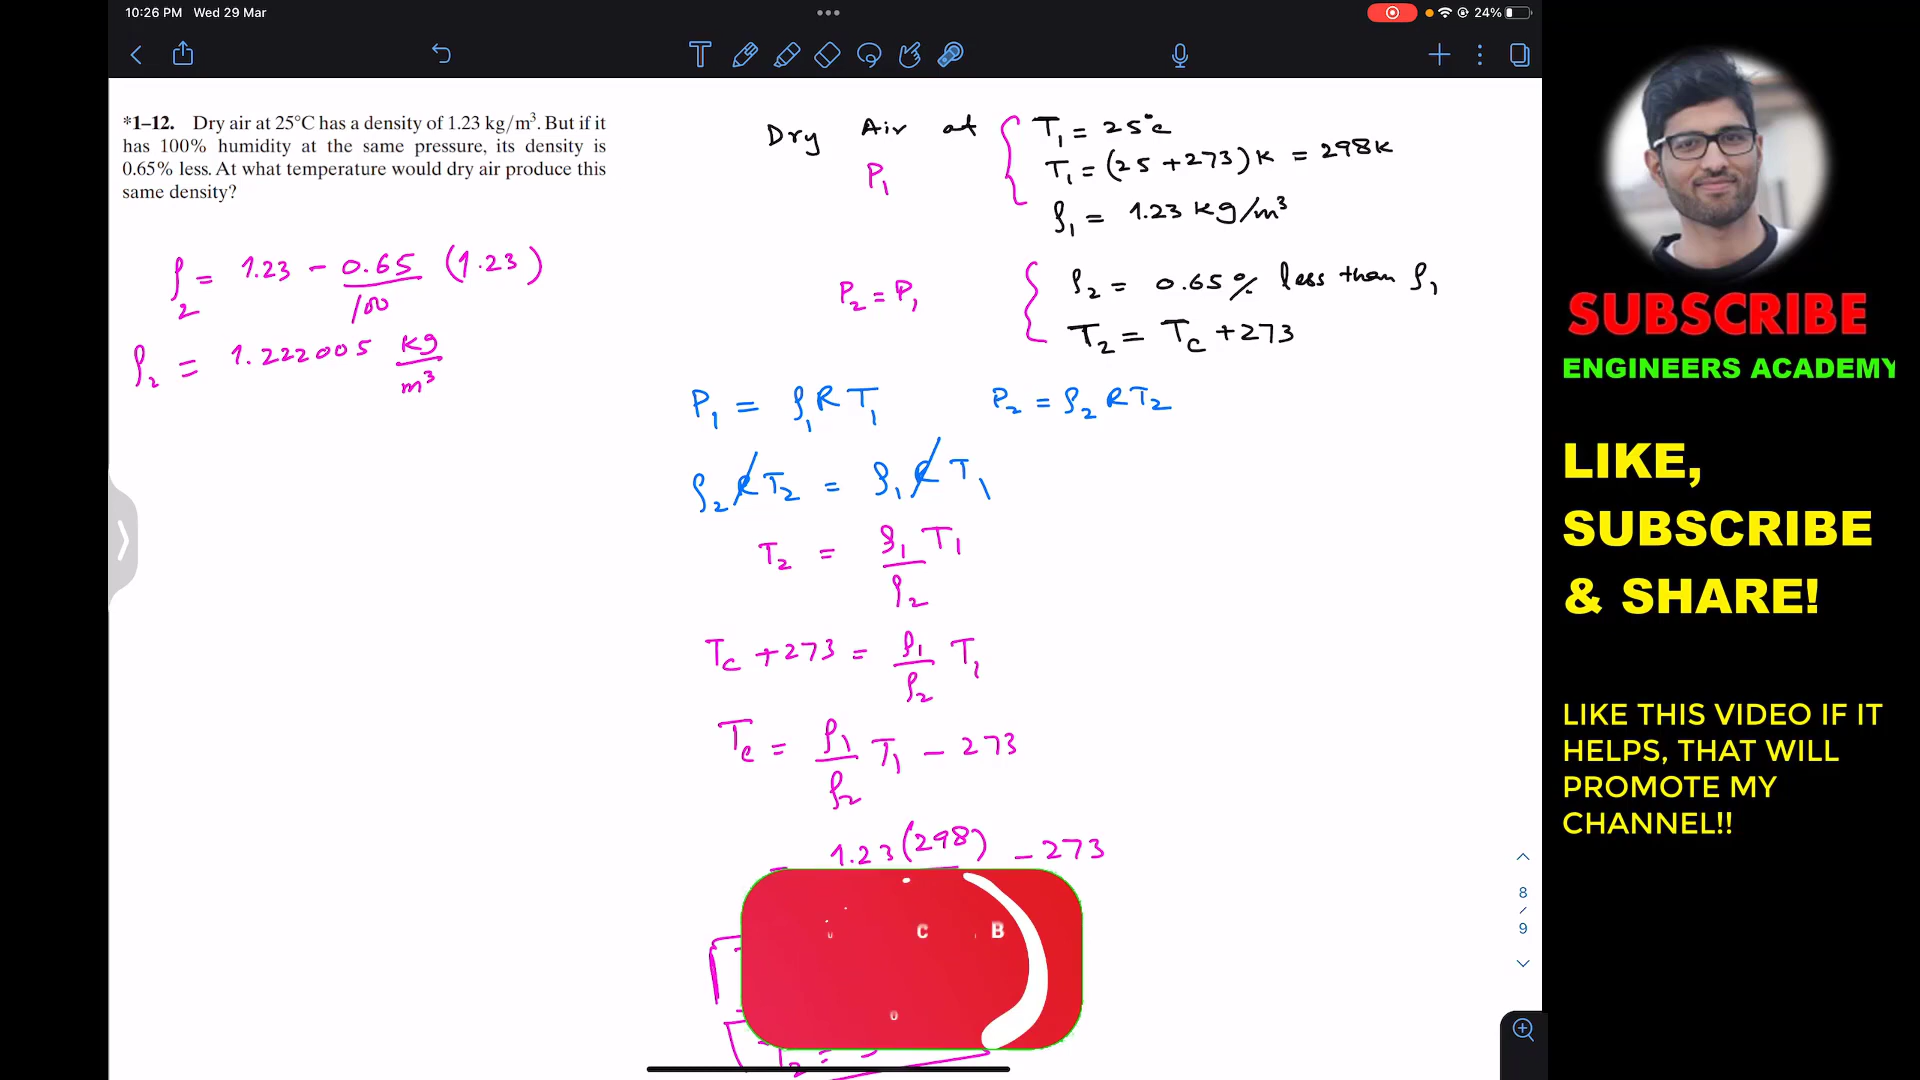 10:26 PM Wed 29 Mar
24%
*1–12. Dry air at 25°C has a density of 1.23 kg/m³. But if it
has 100% humidity at the same pressure, its density is
0.65% less. At what temperature would dry air produce this
same density?
ρ₂ = 1.23 - 0.65/100 (1.23)
ρ₂ = 1.222005 kg/m³
Dry Air at
P₁
T₁ = 25°C
T₁ = (25 + 273) K = 298K
ρ₁ = 1.23 kg/m³
P₂ = P₁
ρ₂ = 0.65% less than ρ₁
T₂ = Tc + 273
P₁ = ρ₁RT₁
P₂ = ρ₂RT₂
ρ₂RT₂ = ρ₁RT₁
T₂ = ρ₁/ρ₂ T₁
Tc + 273 = ρ₁/ρ₂ T₁
Tc = ρ₁/ρ₂ T₁ - 273
1.23(298) - 273
C B
8
/
9
SUBSCRIBE
ENGINEERS ACADEMY
LIKE,
SUBSCRIBE
& SHARE!
LIKE THIS VIDEO IF IT
HELPS, THAT WILL
PROMOTE MY
CHANNEL!!